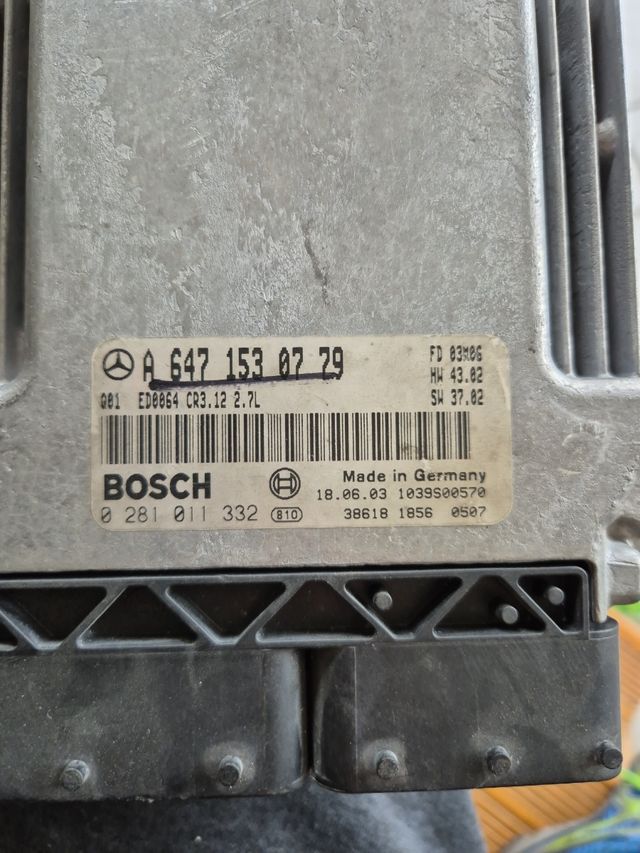 A 647 153 07 79
FD 03M06
HW 43.02
Q01 ED0064 CR3.12 2.7L
SW 37.02
BOSCH
Made in Germany
18.06.03 1039S00570
0 281 011 332 810
38618 1856 0507